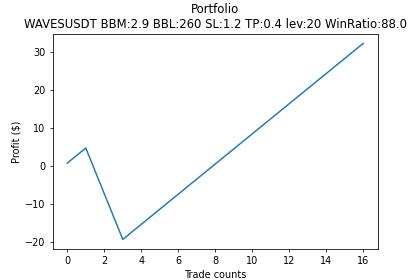 Portfolio
WAVESUSDT BBM:2.9 BBL:260 SL:1.2 TP:0.4 lev:20 WinRatio:88.0
30
20
10
0
−10
−20
Profit ($)
0 2 4 6 8 10 12 14 16
Trade counts